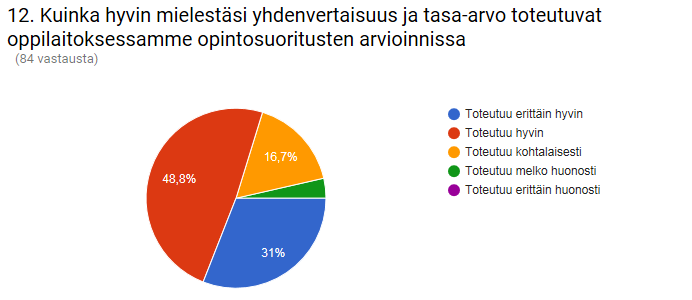 12. Kuinka hyvin mielestäsi yhdenvertaisuus ja tasa-arvo toteutuvat
oppilaitoksessamme opintosuoritusten arvioinnissa
(84 vastausta)
Toteutuu erittäin hyvin
Toteutuu hyvin
Toteutuu kohtalaisesti
Toteutuu melko huonosti
Toteutuu erittäin huonosti
16,7%
48,8%
31%